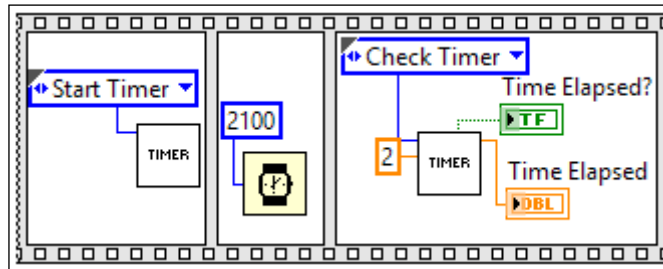 Start Timer
TIMER
2100
Check Timer
2
TIMER
Time Elapsed?
TF
Time Elapsed
DBL